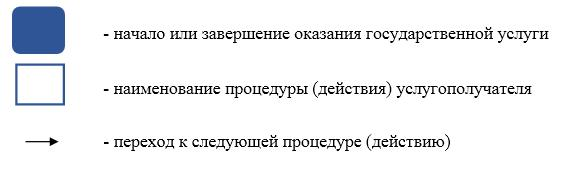 - начало или завершение оказания государственной услуги
- наименование процедуры (действия) услугополучателя
- переход к следующей процедуре (действию)